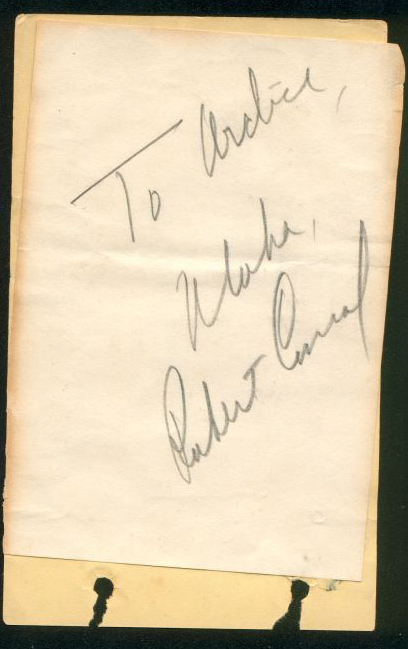 To Archie,
Aloha,
Robert Conrad